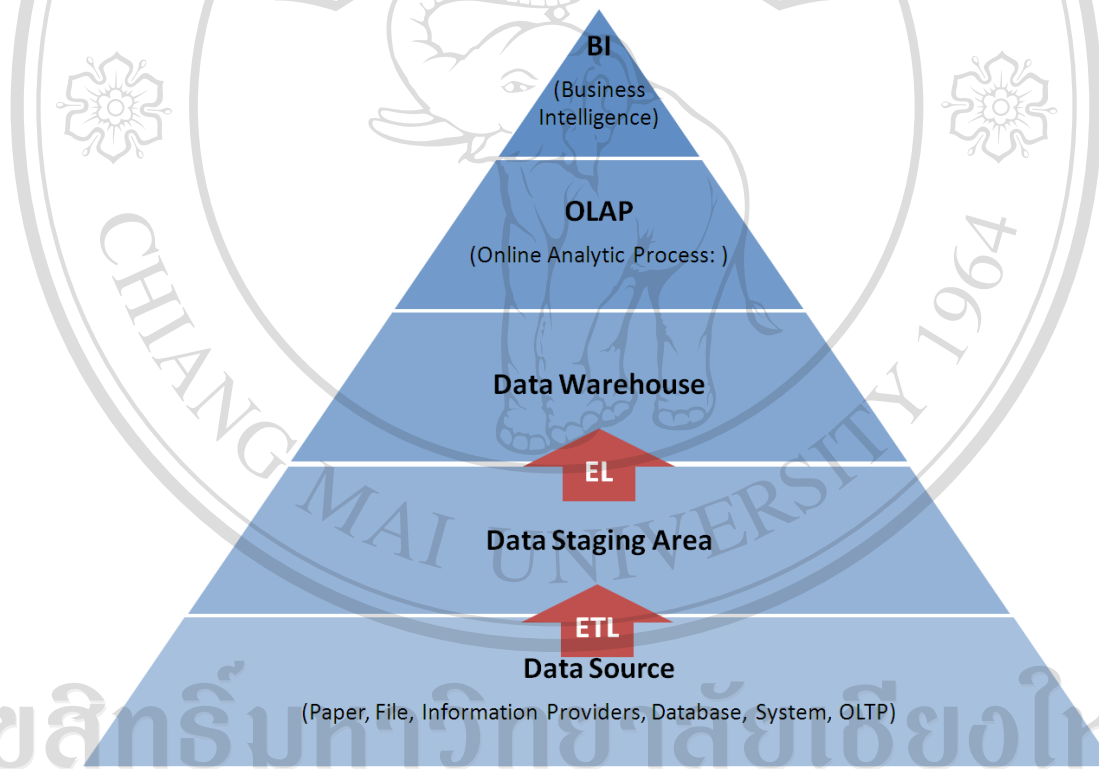 BI
(Business
Intelligence)
OLAP
(Online Analytic Process: )
Data Warehouse
EL
Data Staging Area
ETL
Data Source
(Paper, File, Information Providers, Database, System, OLTP)
CHIANG MAI UNIVERSITY 1964